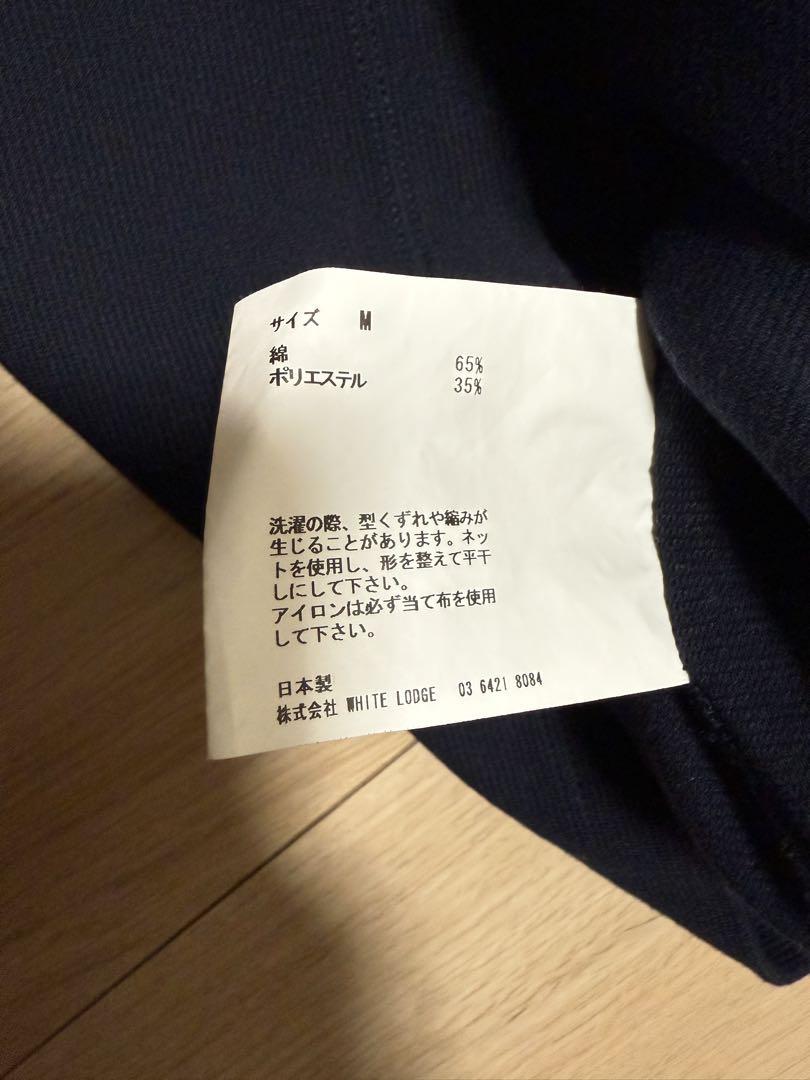 サイズ M
綿 65%
ポリエステル 35%
洗濯の際、型くずれや縮みが
生じることがあります。ネッ
トを使用し、形を整えて平干
しにして下さい。
アイロンは必ず当て布を使用
して下さい。
日本製
株式会社 WHITE LODGE 03 6421 8084